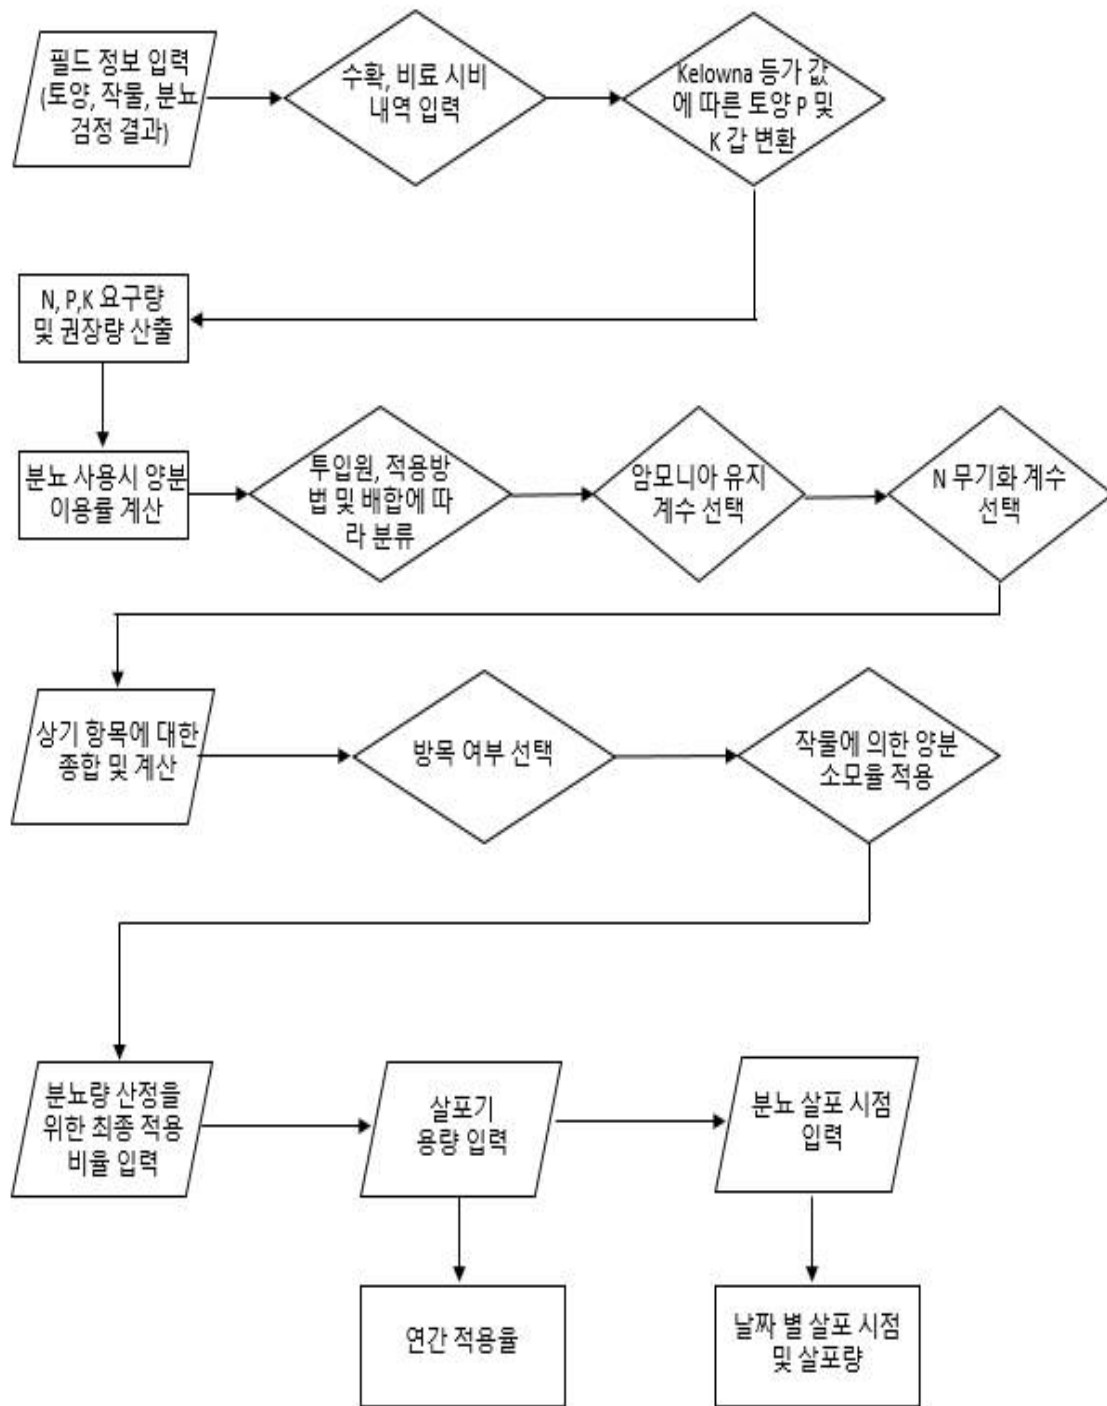 필드 정보 입력
(토양, 작물, 분뇨
검정 결과)
수확, 비료 시비
내역 입력
Kelowna 등가 값
에 따른 토양 P 및
K 갑 변환
N, P,K 요구량
및 권장량 산출
분뇨 사용시 양분
이용률 계산
투입원, 적용방
법 및 배합에 따
라 분류
암모니아 유지
계수 선택
N 무기화 계수
선택
상기 항목에 대한
종합 및 계산
방목 여부 선택
작물에 의한 양분
소모율 적용
분뇨량 산정을
위한 최종 적용
비율 입력
살포기
용량 입력
분뇨 살포 시점
입력
연간 적용율
날짜 별 살포 시점
및 살포량